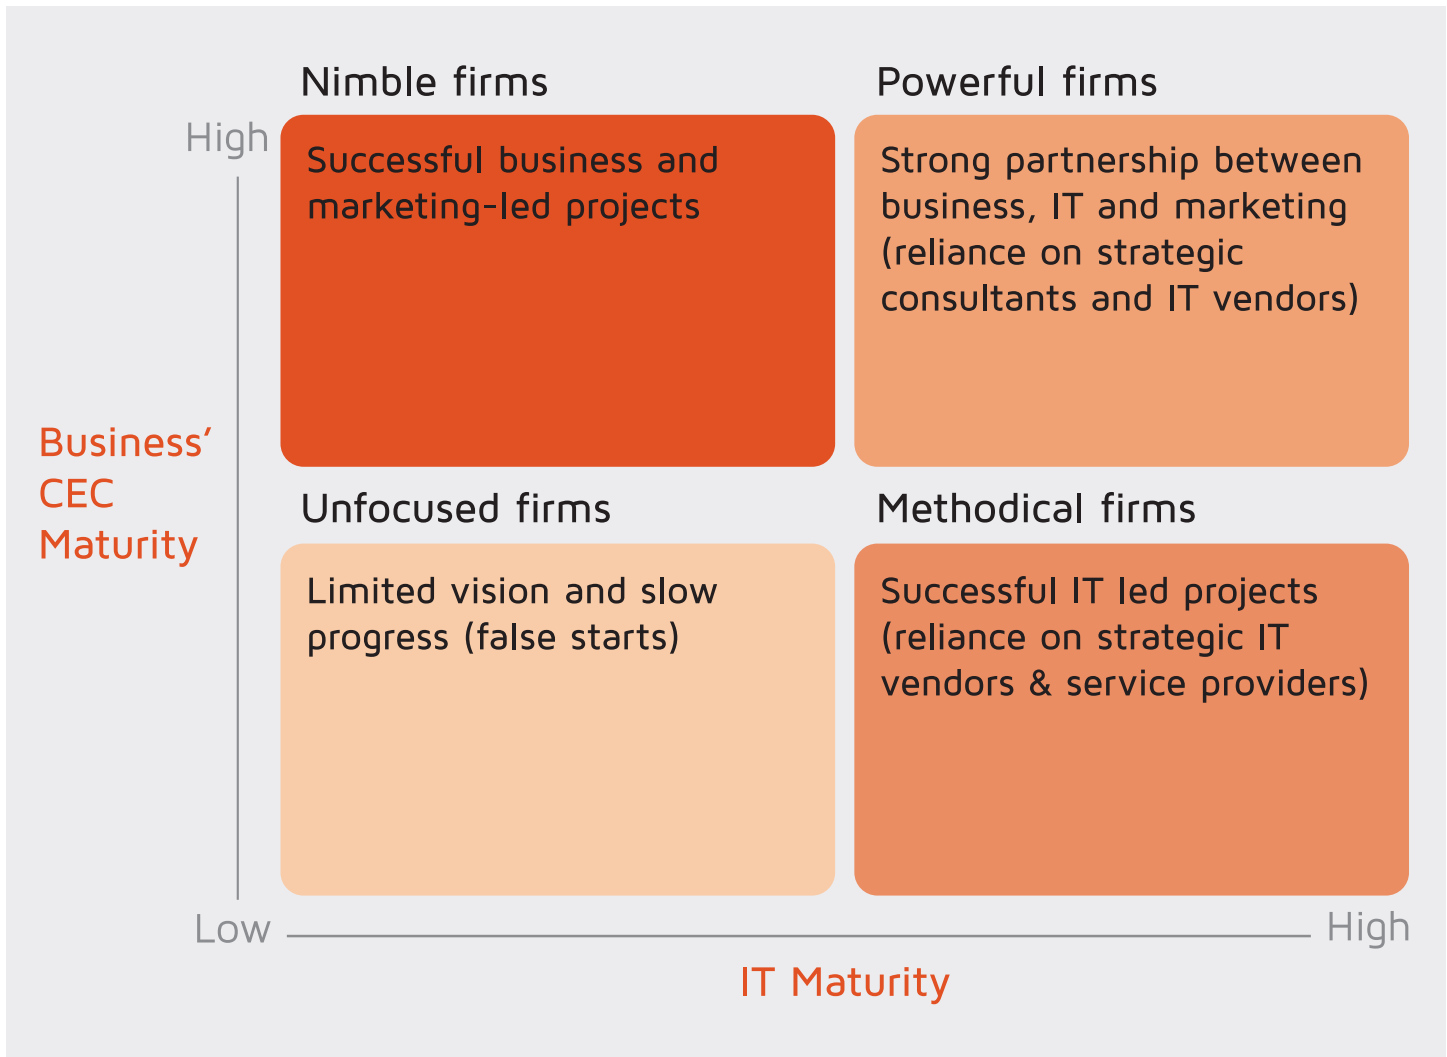 Nimble firms
Powerful firms
High
Successful business and
marketing-led projects
Strong partnership between
business, IT and marketing
(reliance on strategic
consultants and IT vendors)
Business’
CEC
Maturity
Unfocused firms
Methodical firms
Limited vision and slow
progress (false starts)
Successful IT led projects
(reliance on strategic IT
vendors & service providers)
Low
High
IT Maturity